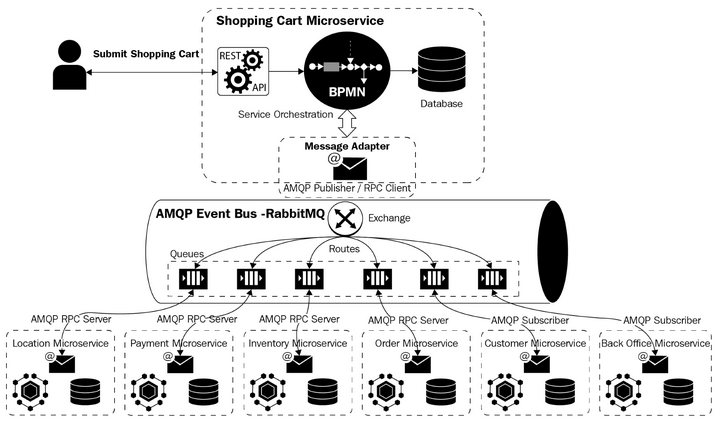 Shopping Cart Microservice
Submit Shopping Cart
REST
API
BPMN
Database
Service Orchestration
Message Adapter
@
AMQP Publisher / RPC Client
AMQP Event Bus -RabbitMQ
Exchange
Routes
Queues
AMQP RPC Server
AMQP RPC Server
AMQP RPC Server
AMQP RPC Server
AMQP Subscriber
AMQP Subscriber
Location Microservice
Payment Microservice
Inventory Microservice
Order Microservice
Customer Microservice
Back Office Microservice
@
@
@
@
@
@